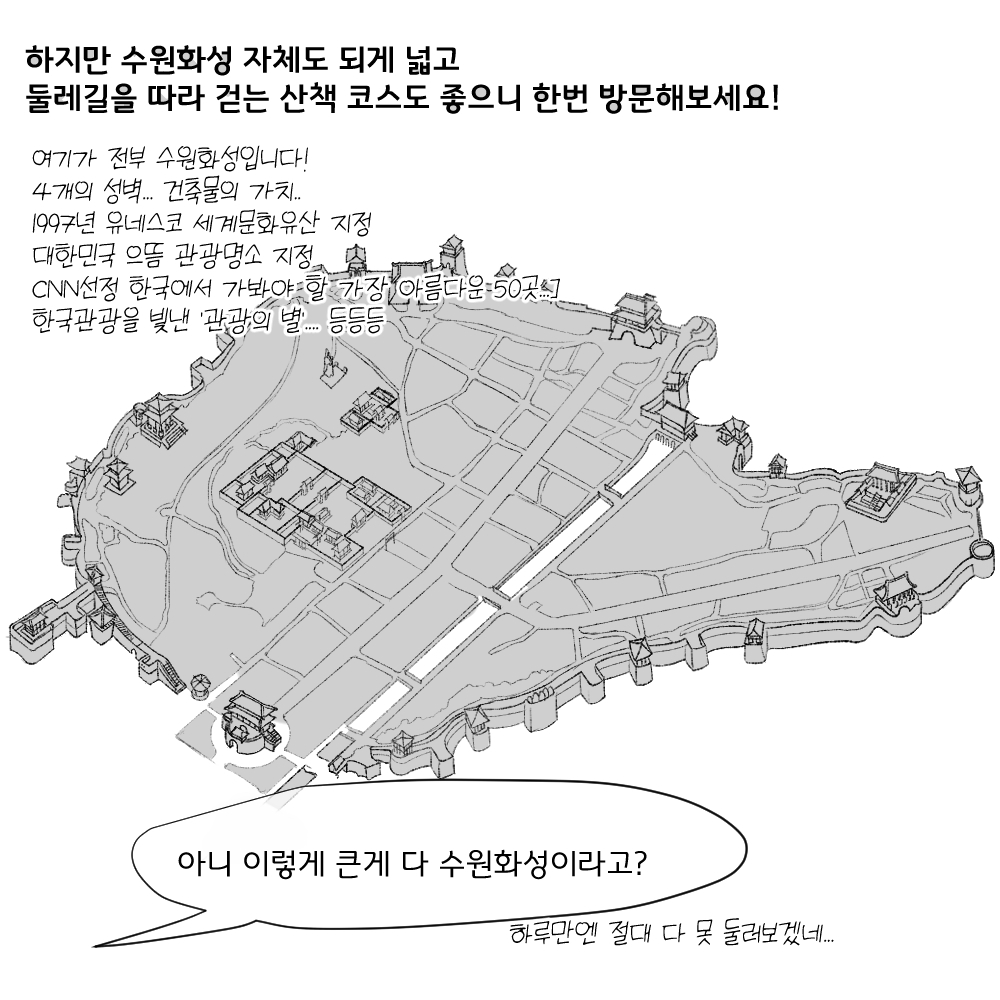 하지만 수원화성 자체도 되게 넓고
둘레길을 따라 걷는 산책 코스도 좋으니 한번 방문해보세요!
여기가 전부 수원화성입니다!
4개의 성벽... 건축물의 가치..
1997년 유네스코 세계문화유산 지정
대한민국 으뜸 관광명소 지정
CNN선정 한국에서 가봐야 할 가장 아름다운 50곳...]
한국관광을 빛낸 '관광의 별'.... 등등등
아니 이렇게 큰게 다 수원화성이라고?
하루만엔 절대 다 못 둘러보겠네...